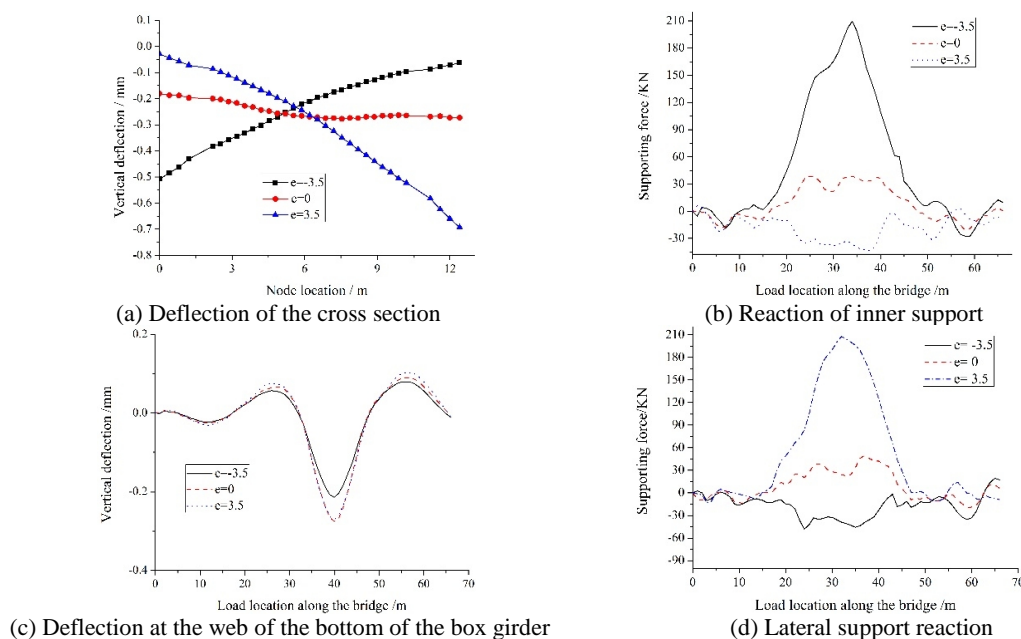 0.1
0.0
-0.1
-0.2
-0.3
-0.4
-0.5
-0.6
-0.7
-0.8
Vertical deflection / mm
e=-3.5
e=0
e=3.5
0 3 6 9 12
Node location / m
(a) Deflection of the cross section
210
180
150
120
90
60
30
0
-30
Supporting force /KN
e=-3.5
e=0
e=3.5
0 10 20 30 40 50 60
Load location along the bridge /m
(b) Reaction of inner support
0.2
0.0
-0.2
-0.4
Vertical deflection /mm
e=-3.5
e=0
e=3.5
0 10 20 30 40 50 60 70
Load location along the bridge/m
(c) Deflection at the web of the bottom of the box girder
210
180
150
120
90
60
30
0
-30
-60
-90
Supporting force/KN
e= -3.5
e= 0
e= 3.5
0 10 20 30 40 50 60 70
Load location along the bridge/m
(d) Lateral support reaction